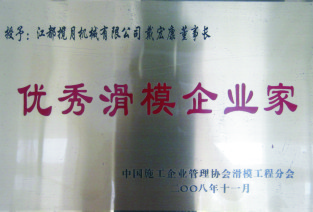 授予：江都揽月机械有限公司戴宏康董事长
优秀滑模企业家
中国施工企业管理协会滑模工程分会
二〇〇八年十一月